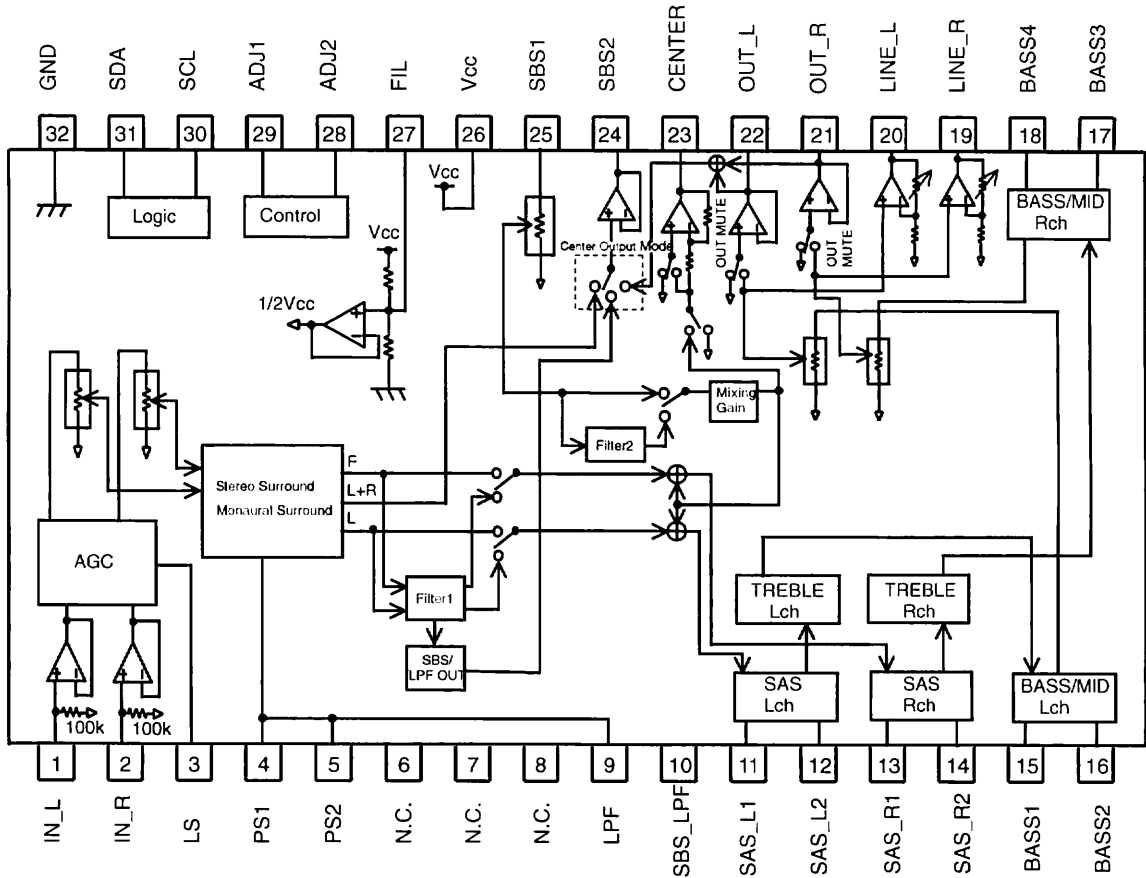 GND
SDA
SCL
ADJ1
ADJ2
FIL
Vcc
SBS1
SBS2
CENTER
OUT_L
OUT_R
LINE_L
LINE_R
BASS4
BASS3
32
31
30
29
28
27
26
25
24
23
22
21
20
19
18
17
Logic
Control
Vcc
Vcc
1/2Vcc
Center Output Mode
OUT MUTE
OUT MUTE
BASS/MID
Rch
Mixing
Gain
Filter2
Stereo Surround
Monaural Surround
F
L+R
L
AGC
Filter1
SBS/
LPF OUT
TREBLE
Lch
TREBLE
Rch
SAS
Lch
SAS
Rch
BASS/MID
Lch
100k
100k
+
−
+
−
+
−
+
−
+
−
+
−
+
−
+
−
+
−
1
2
3
4
5
6
7
8
9
10
11
12
13
14
15
16
IN_L
IN_R
LS
PS1
PS2
N.C.
N.C.
N.C.
LPF
SBS_LPF
SAS_L1
SAS_L2
SAS_R1
SAS_R2
BASS1
BASS2